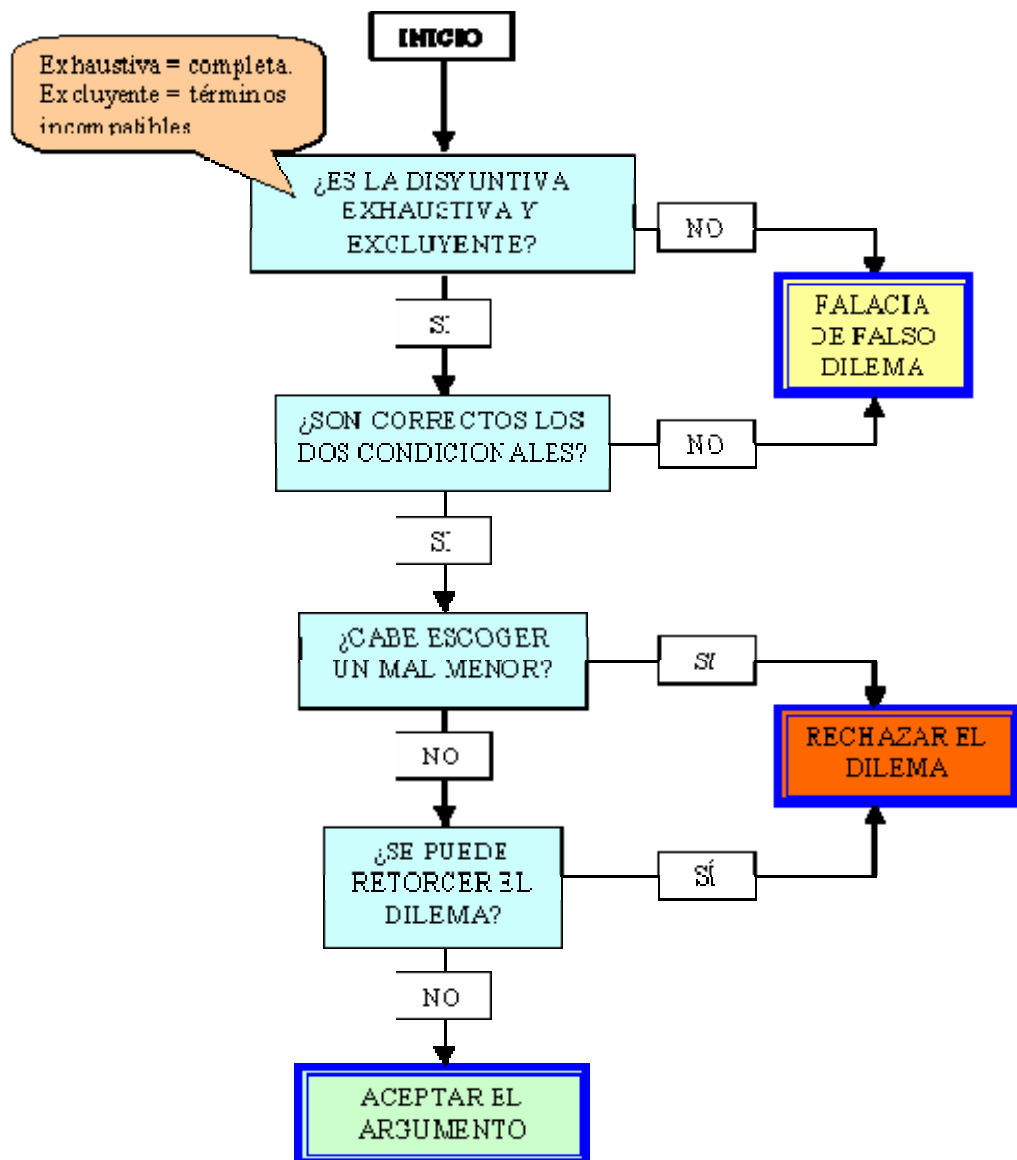 INICIO
Exhaustiva = completa.
Excluyente = términos
incompatibles
¿ES LA DISYUNTIVA
EXHAUSTIVA Y
EXCLUYENTE?
NO
SI
FALACIA
DE FALSO
DILEMA
¿SON CORRECTOS LOS
DOS CONDICIONALES?
NO
SI
¿CABE ESCOGER
UN MAL MENOR?
SI
NO
RECHAZAR EL
DILEMA
¿SE PUEDE
RETORCER EL
DILEMA?
SÍ
NO
ACEPTAR EL
ARGUMENTO